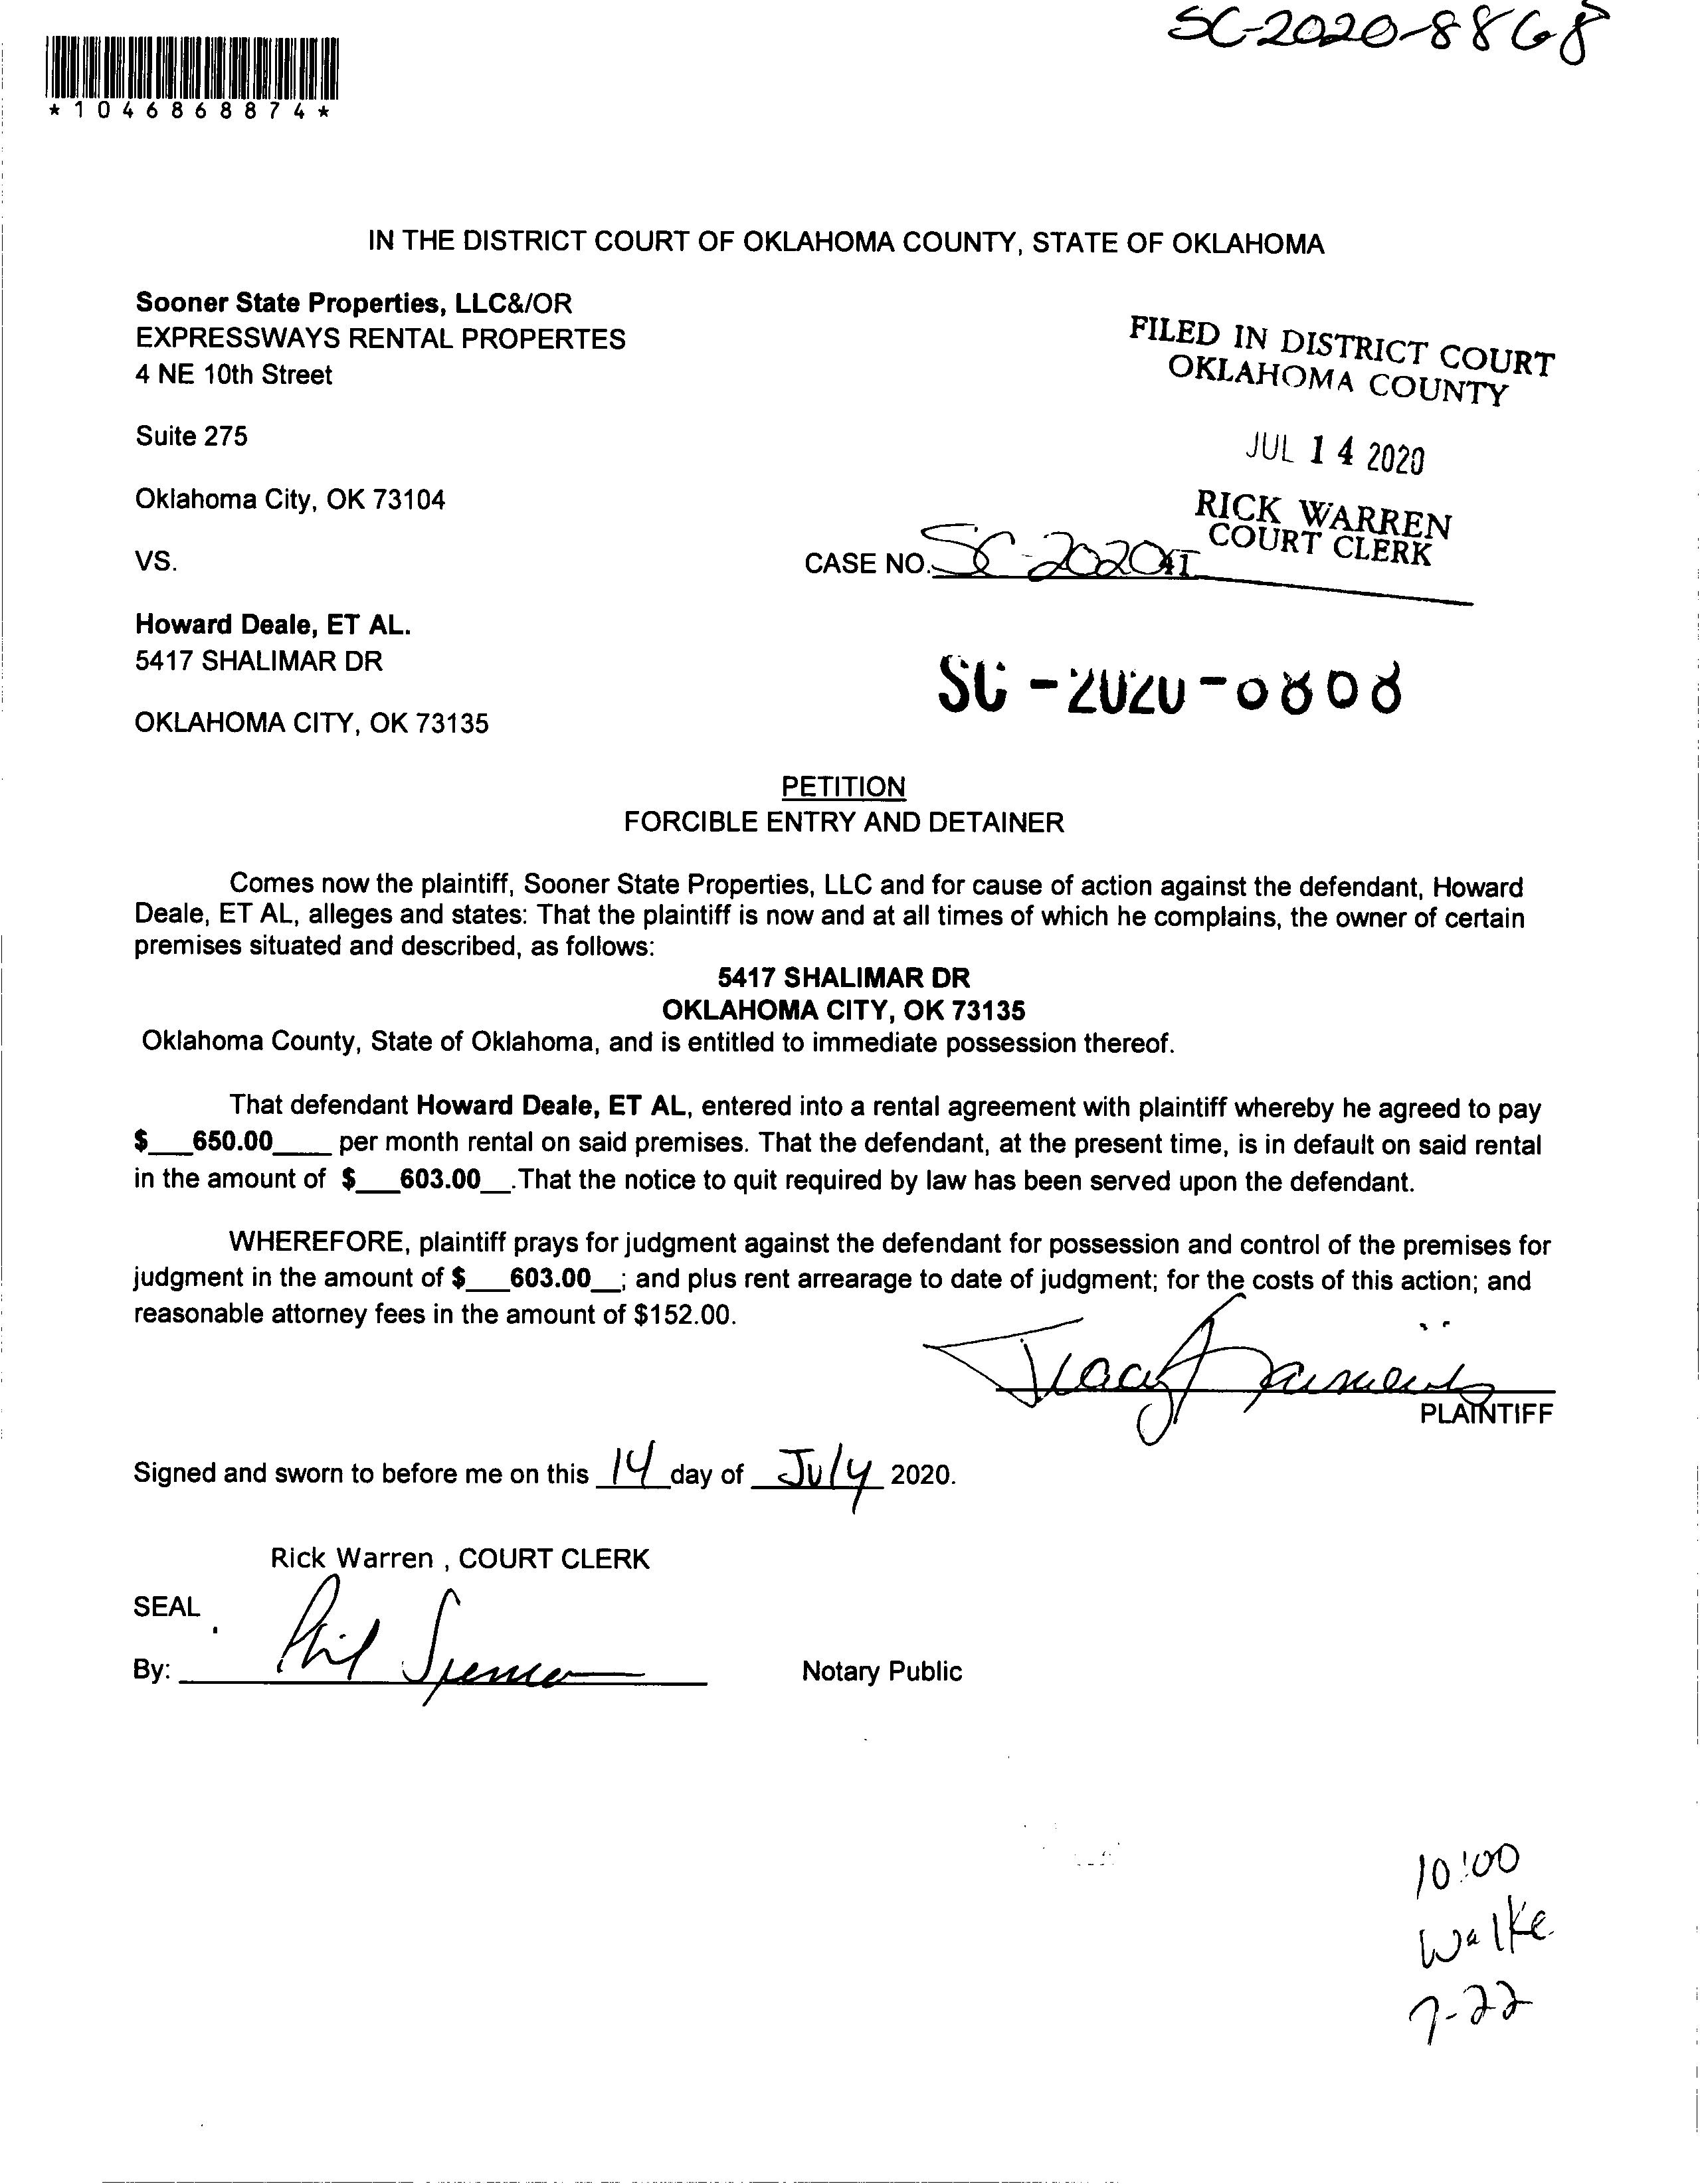 SC-2020-8868
*1046868874*
IN THE DISTRICT COURT OF OKLAHOMA COUNTY, STATE OF OKLAHOMA
Sooner State Properties, LLC&/OR
EXPRESSWAYS RENTAL PROPERTES
4 NE 10th Street
Suite 275
Oklahoma City, OK 73104
FILED IN DISTRICT COURT
OKLAHOMA COUNTY
JUL 14 2020
RICK WARREN
COURT CLERK
VS.
CASE NO. SC-2020
41
Howard Deale, ET AL.
5417 SHALIMAR DR
OKLAHOMA CITY, OK 73135
SC-2020-
PETITION
FORCIBLE ENTRY AND DETAINER
Comes now the plaintiff, Sooner State Properties, LLC and for cause of action against the defendant, Howard
Deale, ET AL, alleges and states: That the plaintiff is now and at all times of which he complains, the owner of certain
premises situated and described, as follows:
5417 SHALIMAR DR
OKLAHOMA CITY, OK 73135
Oklahoma County, State of Oklahoma, and is entitled to immediate possession thereof.
That defendant Howard Deale, ET AL, entered into a rental agreement with plaintiff whereby he agreed to pay
$___650.00____ per month rental on said premises. That the defendant, at the present time, is in default on said rental
in the amount of $___603.00__.That the notice to quit required by law has been served upon the defendant.
WHEREFORE, plaintiff prays for judgment against the defendant for possession and control of the premises for
judgment in the amount of $___603.00__; and plus rent arrearage to date of judgment; for the costs of this action; and
reasonable attorney fees in the amount of $152.00.
Tracy
PLAINTIFF
Signed and sworn to before me on this 14 day of July 2020.
Rick Warren , COURT CLERK
SEAL
By: Phil Spencer
Notary Public
10:00
Walke
7-22